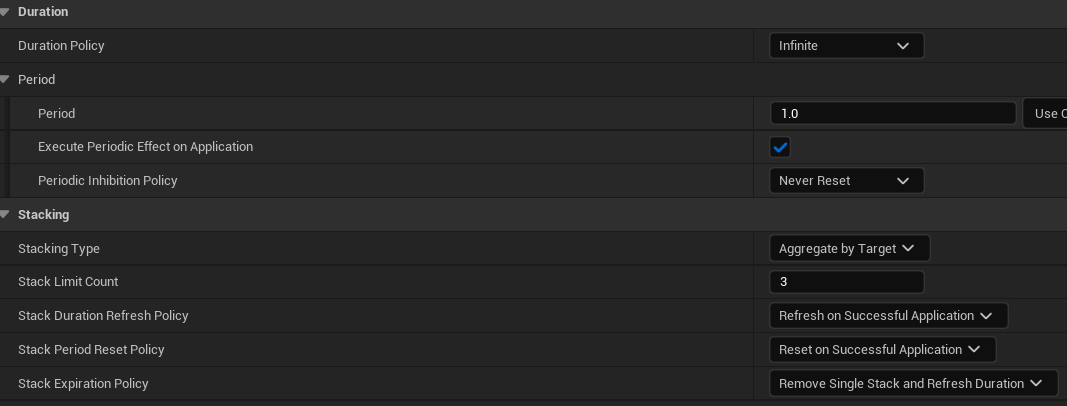 Duration
Duration Policy
Infinite
Period
Period
1.0
Use C
Execute Periodic Effect on Application
Periodic Inhibition Policy
Never Reset
Stacking
Stacking Type
Aggregate by Target
Stack Limit Count
3
Stack Duration Refresh Policy
Refresh on Successful Application
Stack Period Reset Policy
Reset on Successful Application
Stack Expiration Policy
Remove Single Stack and Refresh Duration